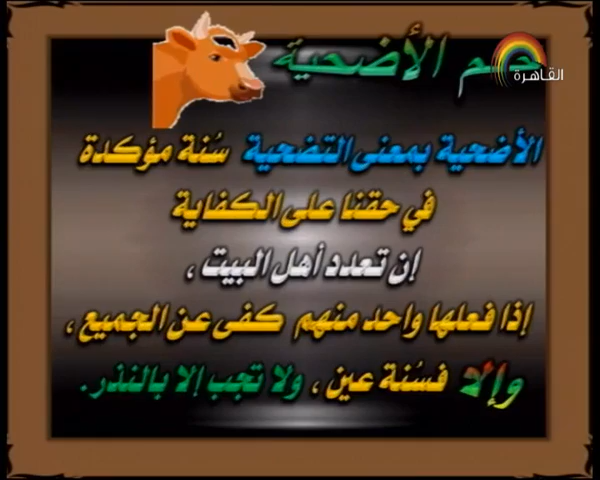 حكم الأضحية
القاهرة
الأضحية بمعنى التضحية سُنة مؤكدة
في حقنا على الكفاية
إن تعدد أهل البيت ،
إذا فعلها واحد منهم كفى عن الجميع ،
وإلا فسُنة عين ، ولا تجب إلا بالنذر.